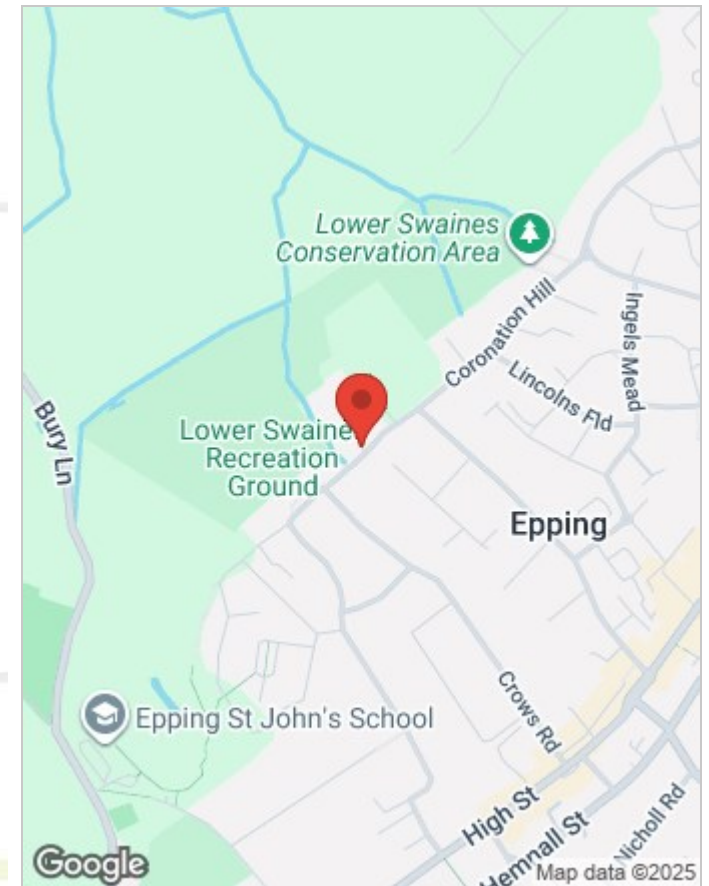 Lower Swaines
Conservation Area
Coronation Hill
Ingels Mead
Lincolns Fld
Bury Ln
Lower Swaine
Recreation
Ground
Epping
Epping St John's School
Crows Rd
High St
Hemnall St
Nicholl Rd
Google
Map data ©2025